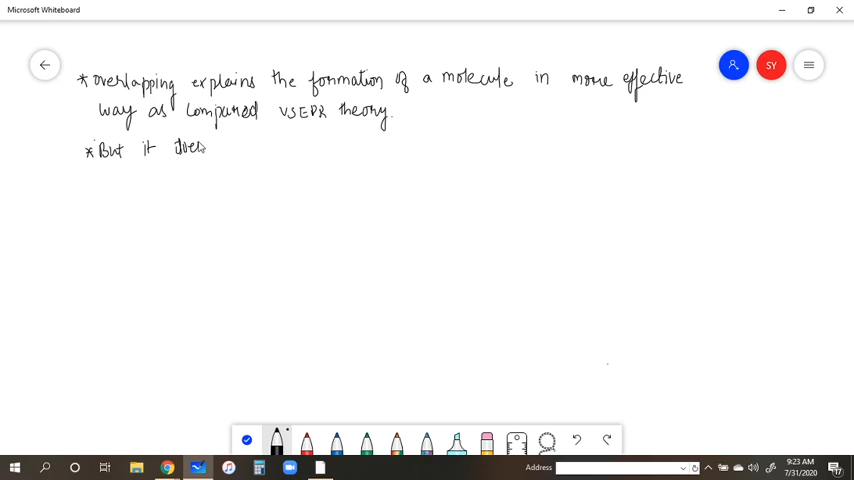 Microsoft Whiteboard
*overlapping explains the formation of a molecule in more effective
way as compared VSEPR theory.
SY
*But it does
Address
9:23 AM
7/31/2020
17